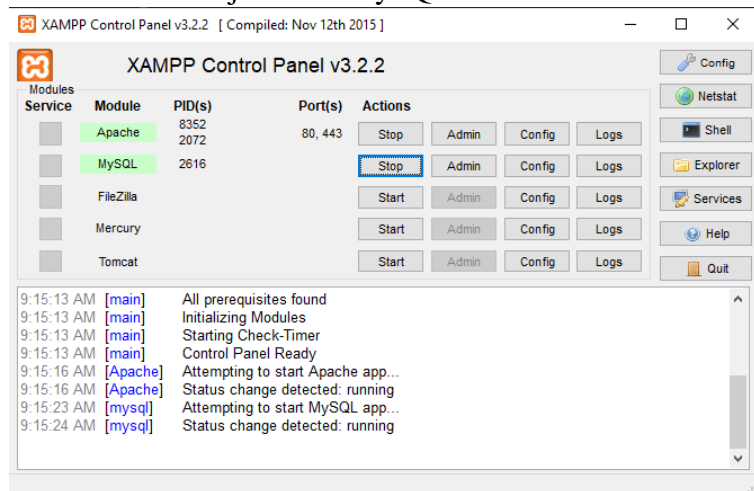 XAMPP Control Panel v3.2.2 [ Compiled: Nov 12th 2015 ]
XAMPP Control Panel v3.2.2
Config
Modules
Service Module PID(s) Port(s) Actions
Netstat
Apache 8352 2072 80, 443 Stop Admin Config Logs
Shell
MySQL 2616 Stop Admin Config Logs
Explorer
FileZilla Start Admin Config Logs
Services
Mercury Start Admin Config Logs
Help
Tomcat Start Admin Config Logs
Quit
9:15:13 AM [main] All prerequisites found
9:15:13 AM [main] Initializing Modules
9:15:13 AM [main] Starting Check-Timer
9:15:13 AM [main] Control Panel Ready
9:15:16 AM [Apache] Attempting to start Apache app...
9:15:16 AM [Apache] Status change detected: running
9:15:23 AM [mysql] Attempting to start MySQL app...
9:15:24 AM [mysql] Status change detected: running